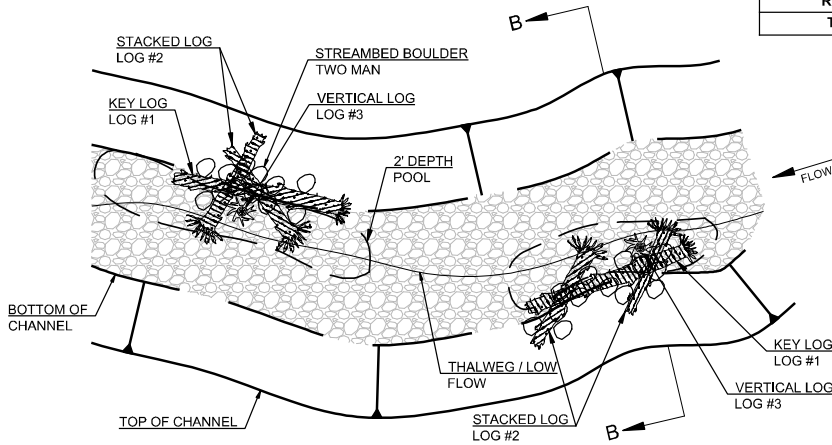 B
R
T
STACKED LOG
LOG #2
STREAMBED BOULDER
TWO MAN
KEY LOG
LOG #1
VERTICAL LOG
LOG #3
2' DEPTH
POOL
FLOW
BOTTOM OF
CHANNEL
THALWEG / LOW
FLOW
KEY LOG
LOG #1
VERTICAL LOG
LOG #3
TOP OF CHANNEL
STACKED LOG
LOG #2
B